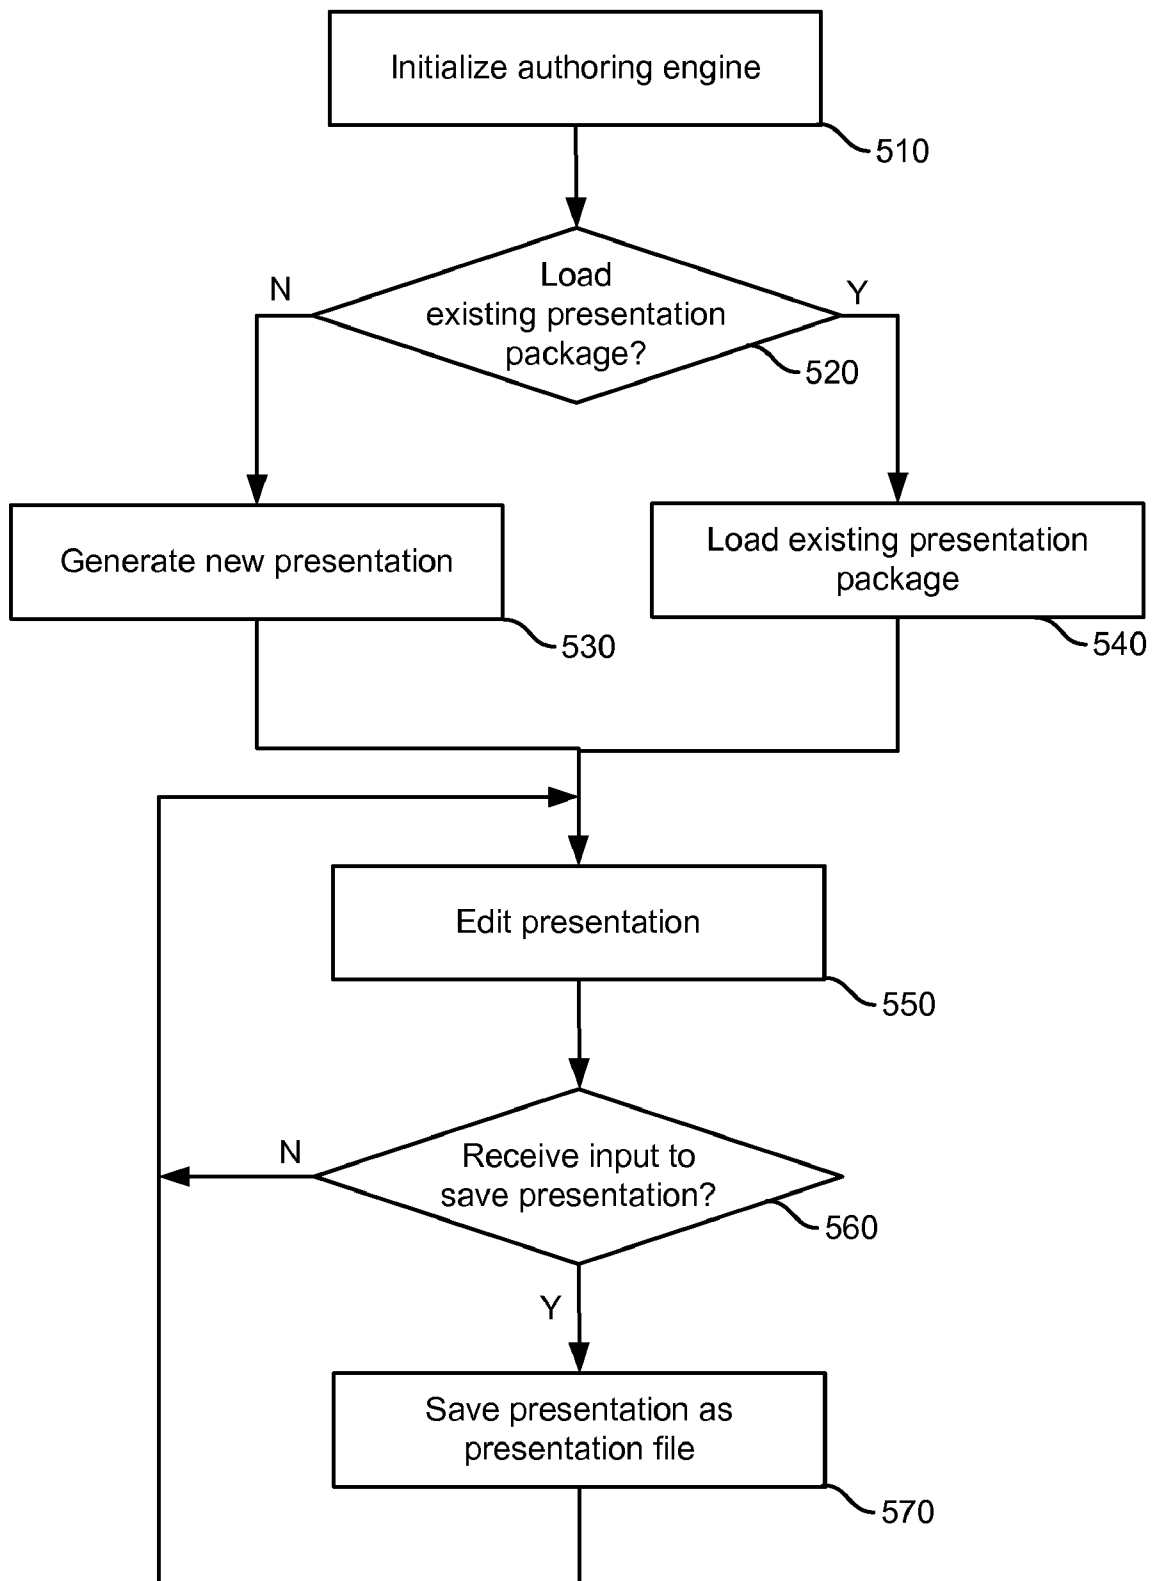 Initialize authoring engine
510
Load
existing presentation
package?
N
Y
520
Generate new presentation
530
Load existing presentation
package
540
Edit presentation
550
Receive input to
save presentation?
N
560
Y
Save presentation as
presentation file
570